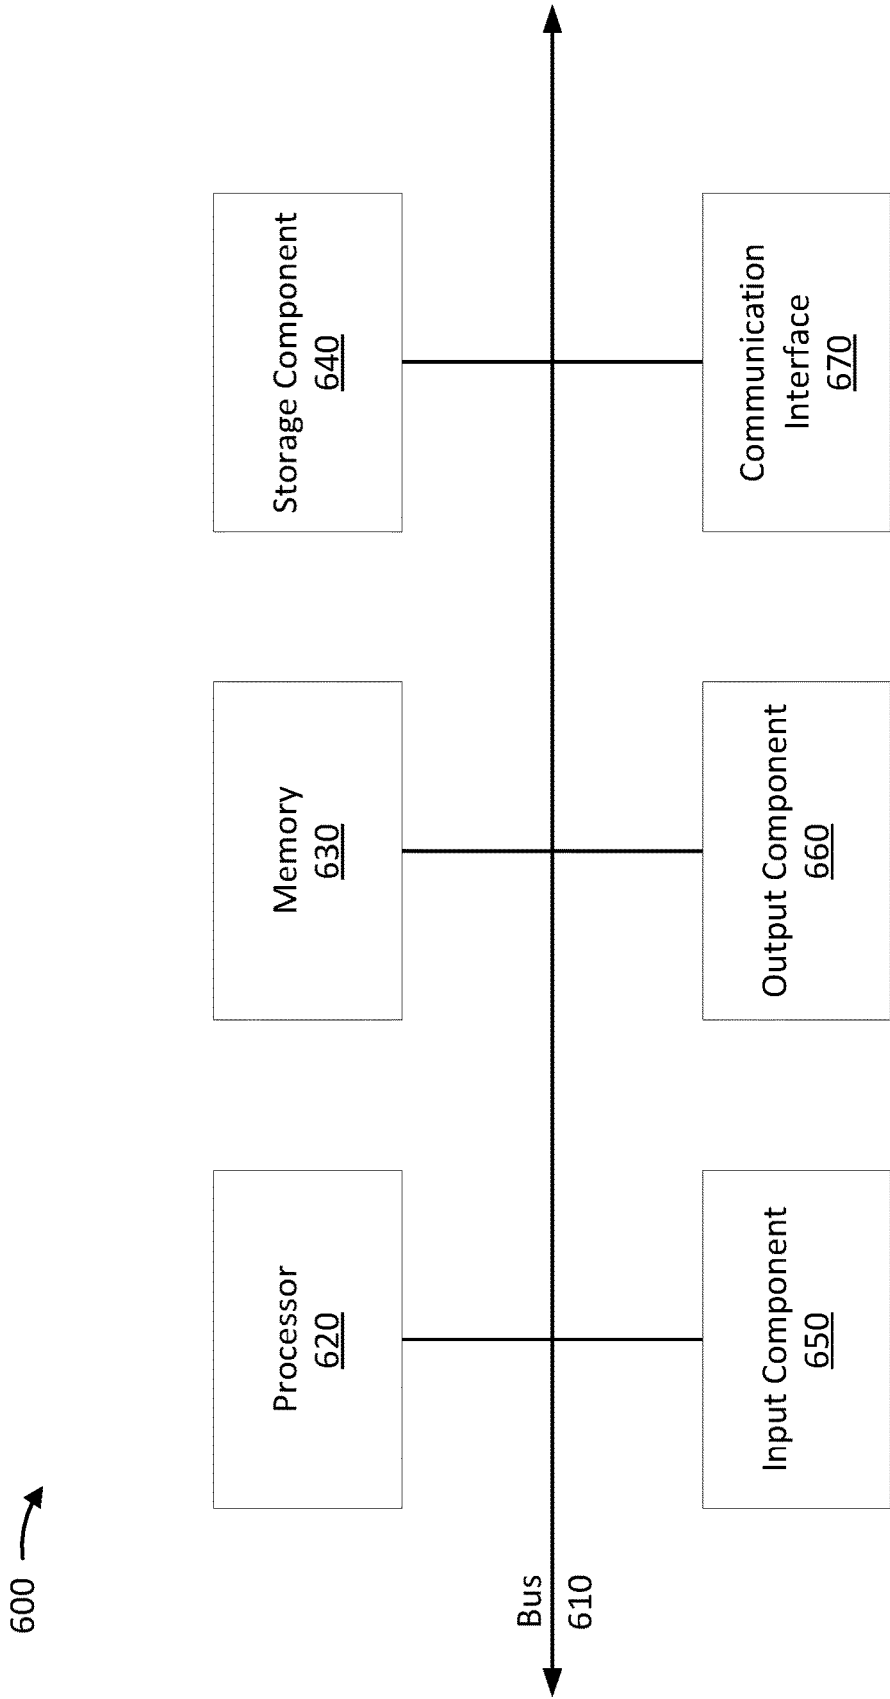 600
Processor
620
Memory
630
Storage Component
640
Bus
610
Input Component
650
Output Component
660
Communication
Interface
670